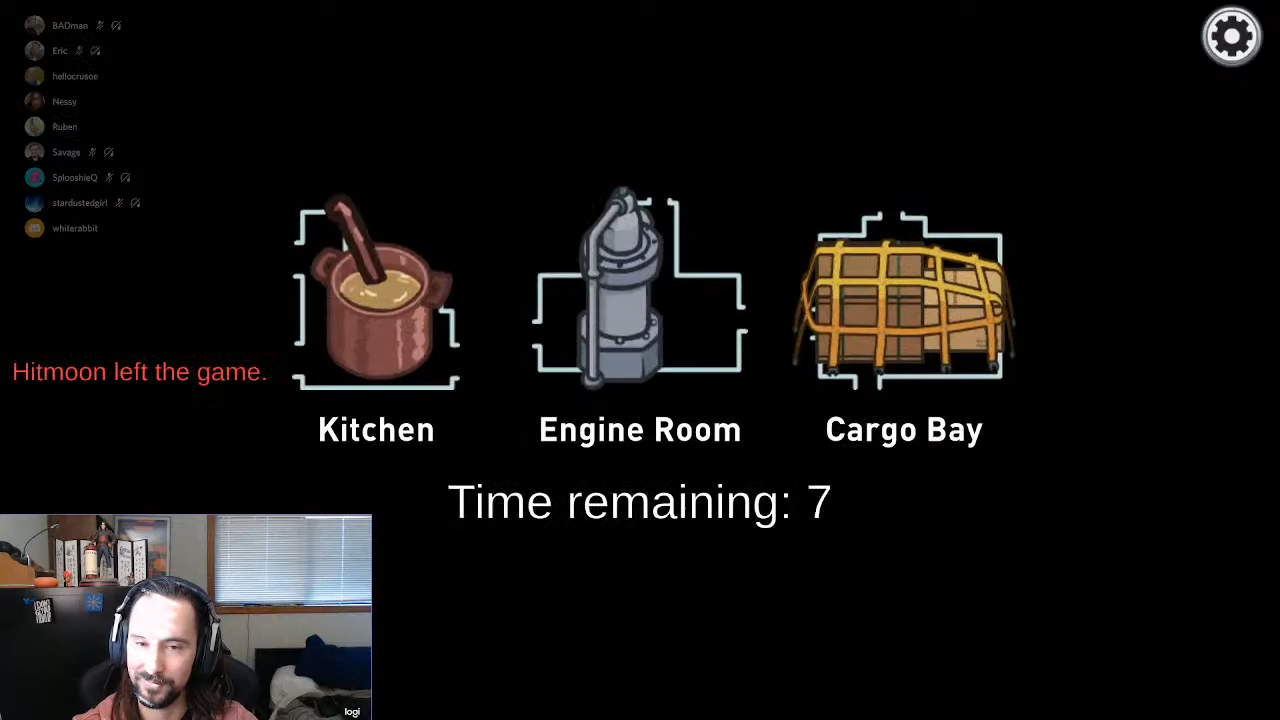 BADman
Eric
hellocrusoe
Nessy
Ruben
Savage
SplooshieQ
stardustedgirl
whiterabbit
Hitmoon left the game.
Kitchen
Engine Room
Cargo Bay
Time remaining: 7
logi